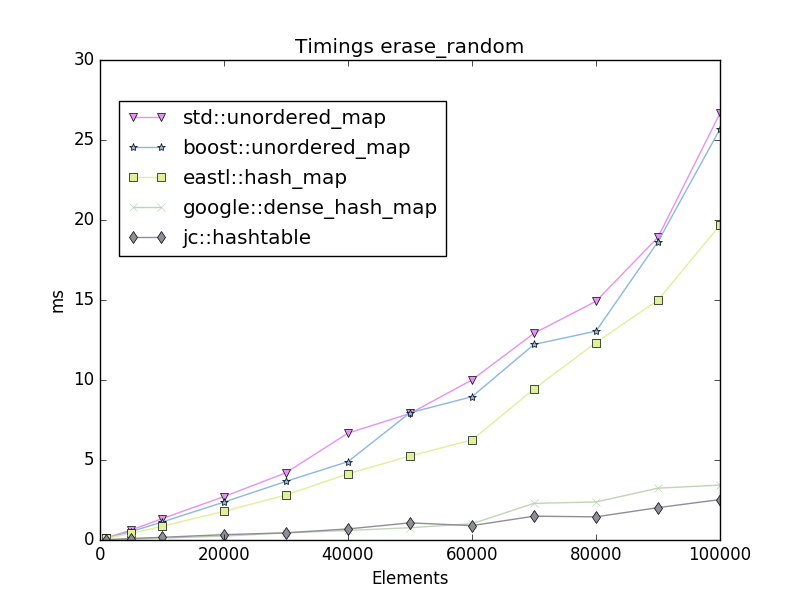 Timings erase_random
30
25
20
15
10
5
0
ms
std::unordered_map
boost::unordered_map
eastl::hash_map
google::dense_hash_map
jc::hashtable
0 20000 40000 60000 80000 100000
Elements